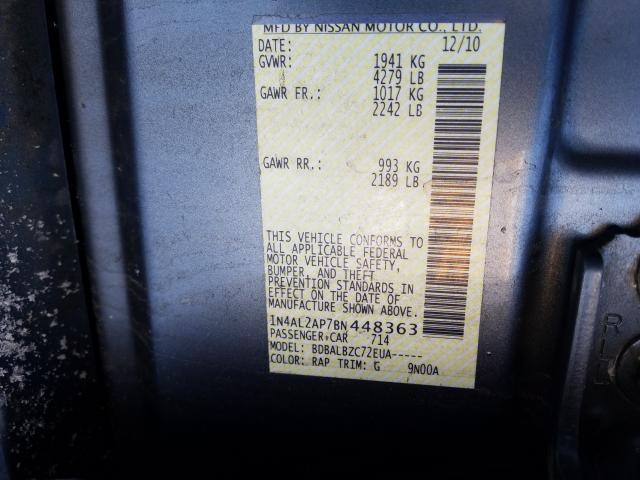 MFD BY NISSAN MOTOR CO., LTD.
DATE: 12/10
GVWR: 1941 KG
4279 LB
GAWR FR.: 1017 KG
2242 LB
GAWR RR.: 993 KG
2189 LB
THIS VEHICLE CONFORMS TO
ALL APPLICABLE FEDERAL
MOTOR VEHICLE SAFETY,
BUMPER, AND THEFT
PREVENTION STANDARDS IN
EFFECT ON THE DATE OF
MANUFACTURE SHOWN ABOVE.
1N4AL2AP7BN448363
PASSENGER,CAR 714
MODEL: BDBALBZC72EUA-----
COLOR: RAP TRIM: G 9N00A